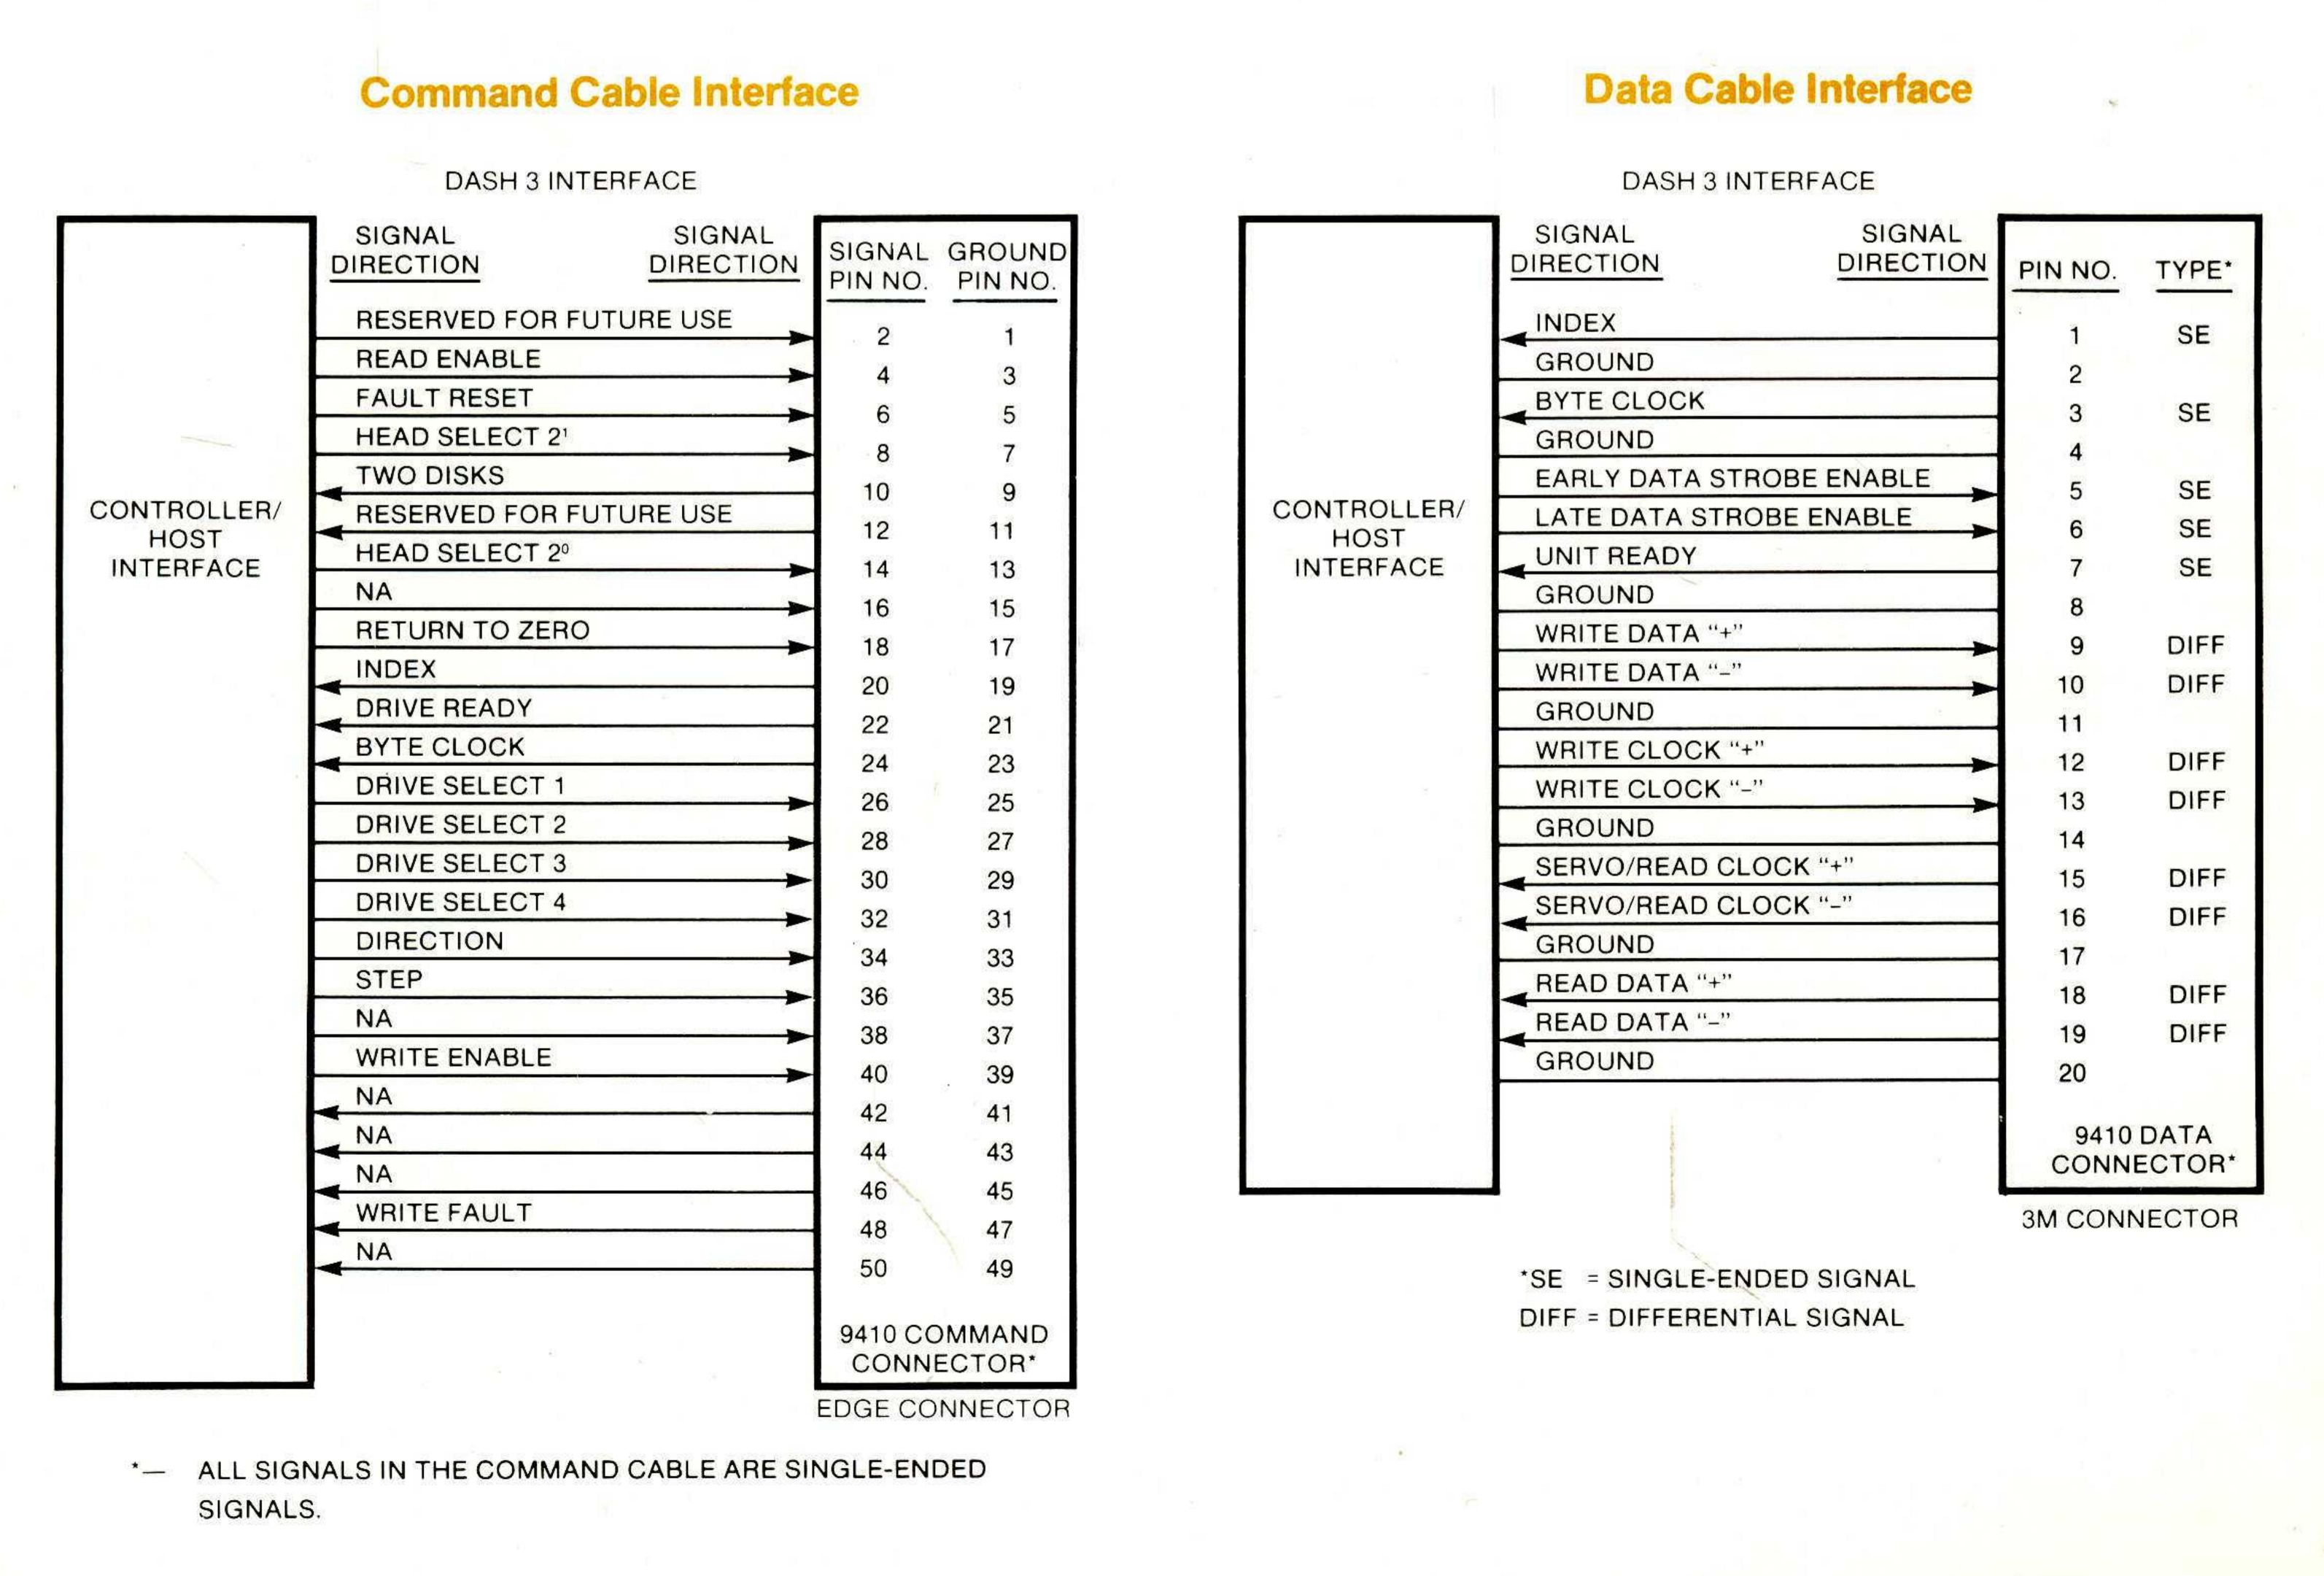 Command Cable Interface
DASH 3 INTERFACE
SIGNAL DIRECTION SIGNAL DIRECTION SIGNAL PIN NO. GROUND PIN NO.
CONTROLLER/
HOST
INTERFACE
RESERVED FOR FUTURE USE 2 1
READ ENABLE 4 3
FAULT RESET 6 5
HEAD SELECT 2¹ 8 7
TWO DISKS 10 9
RESERVED FOR FUTURE USE 12 11
HEAD SELECT 2⁰ 14 13
NA 16 15
RETURN TO ZERO 18 17
INDEX 20 19
DRIVE READY 22 21
BYTE CLOCK 24 23
DRIVE SELECT 1 26 25
DRIVE SELECT 2 28 27
DRIVE SELECT 3 30 29
DRIVE SELECT 4 32 31
DIRECTION 34 33
STEP 36 35
NA 38 37
WRITE ENABLE 40 39
NA 42 41
NA 44 43
NA 46 45
WRITE FAULT 48 47
NA 50 49
9410 COMMAND
CONNECTOR*
EDGE CONNECTOR
*— ALL SIGNALS IN THE COMMAND CABLE ARE SINGLE-ENDED
SIGNALS.
Data Cable Interface
DASH 3 INTERFACE
SIGNAL DIRECTION SIGNAL DIRECTION PIN NO. TYPE*
CONTROLLER/
HOST
INTERFACE
INDEX 1 SE
GROUND 2
BYTE CLOCK 3 SE
GROUND 4
EARLY DATA STROBE ENABLE 5 SE
LATE DATA STROBE ENABLE 6 SE
UNIT READY 7 SE
GROUND 8
WRITE DATA “+” 9 DIFF
WRITE DATA “–” 10 DIFF
GROUND 11
WRITE CLOCK “+” 12 DIFF
WRITE CLOCK “–” 13 DIFF
GROUND 14
SERVO/READ CLOCK “+” 15 DIFF
SERVO/READ CLOCK “–” 16 DIFF
GROUND 17
READ DATA “+” 18 DIFF
READ DATA “–” 19 DIFF
GROUND 20
9410 DATA
CONNECTOR*
3M CONNECTOR
*SE = SINGLE-ENDED SIGNAL
DIFF = DIFFERENTIAL SIGNAL